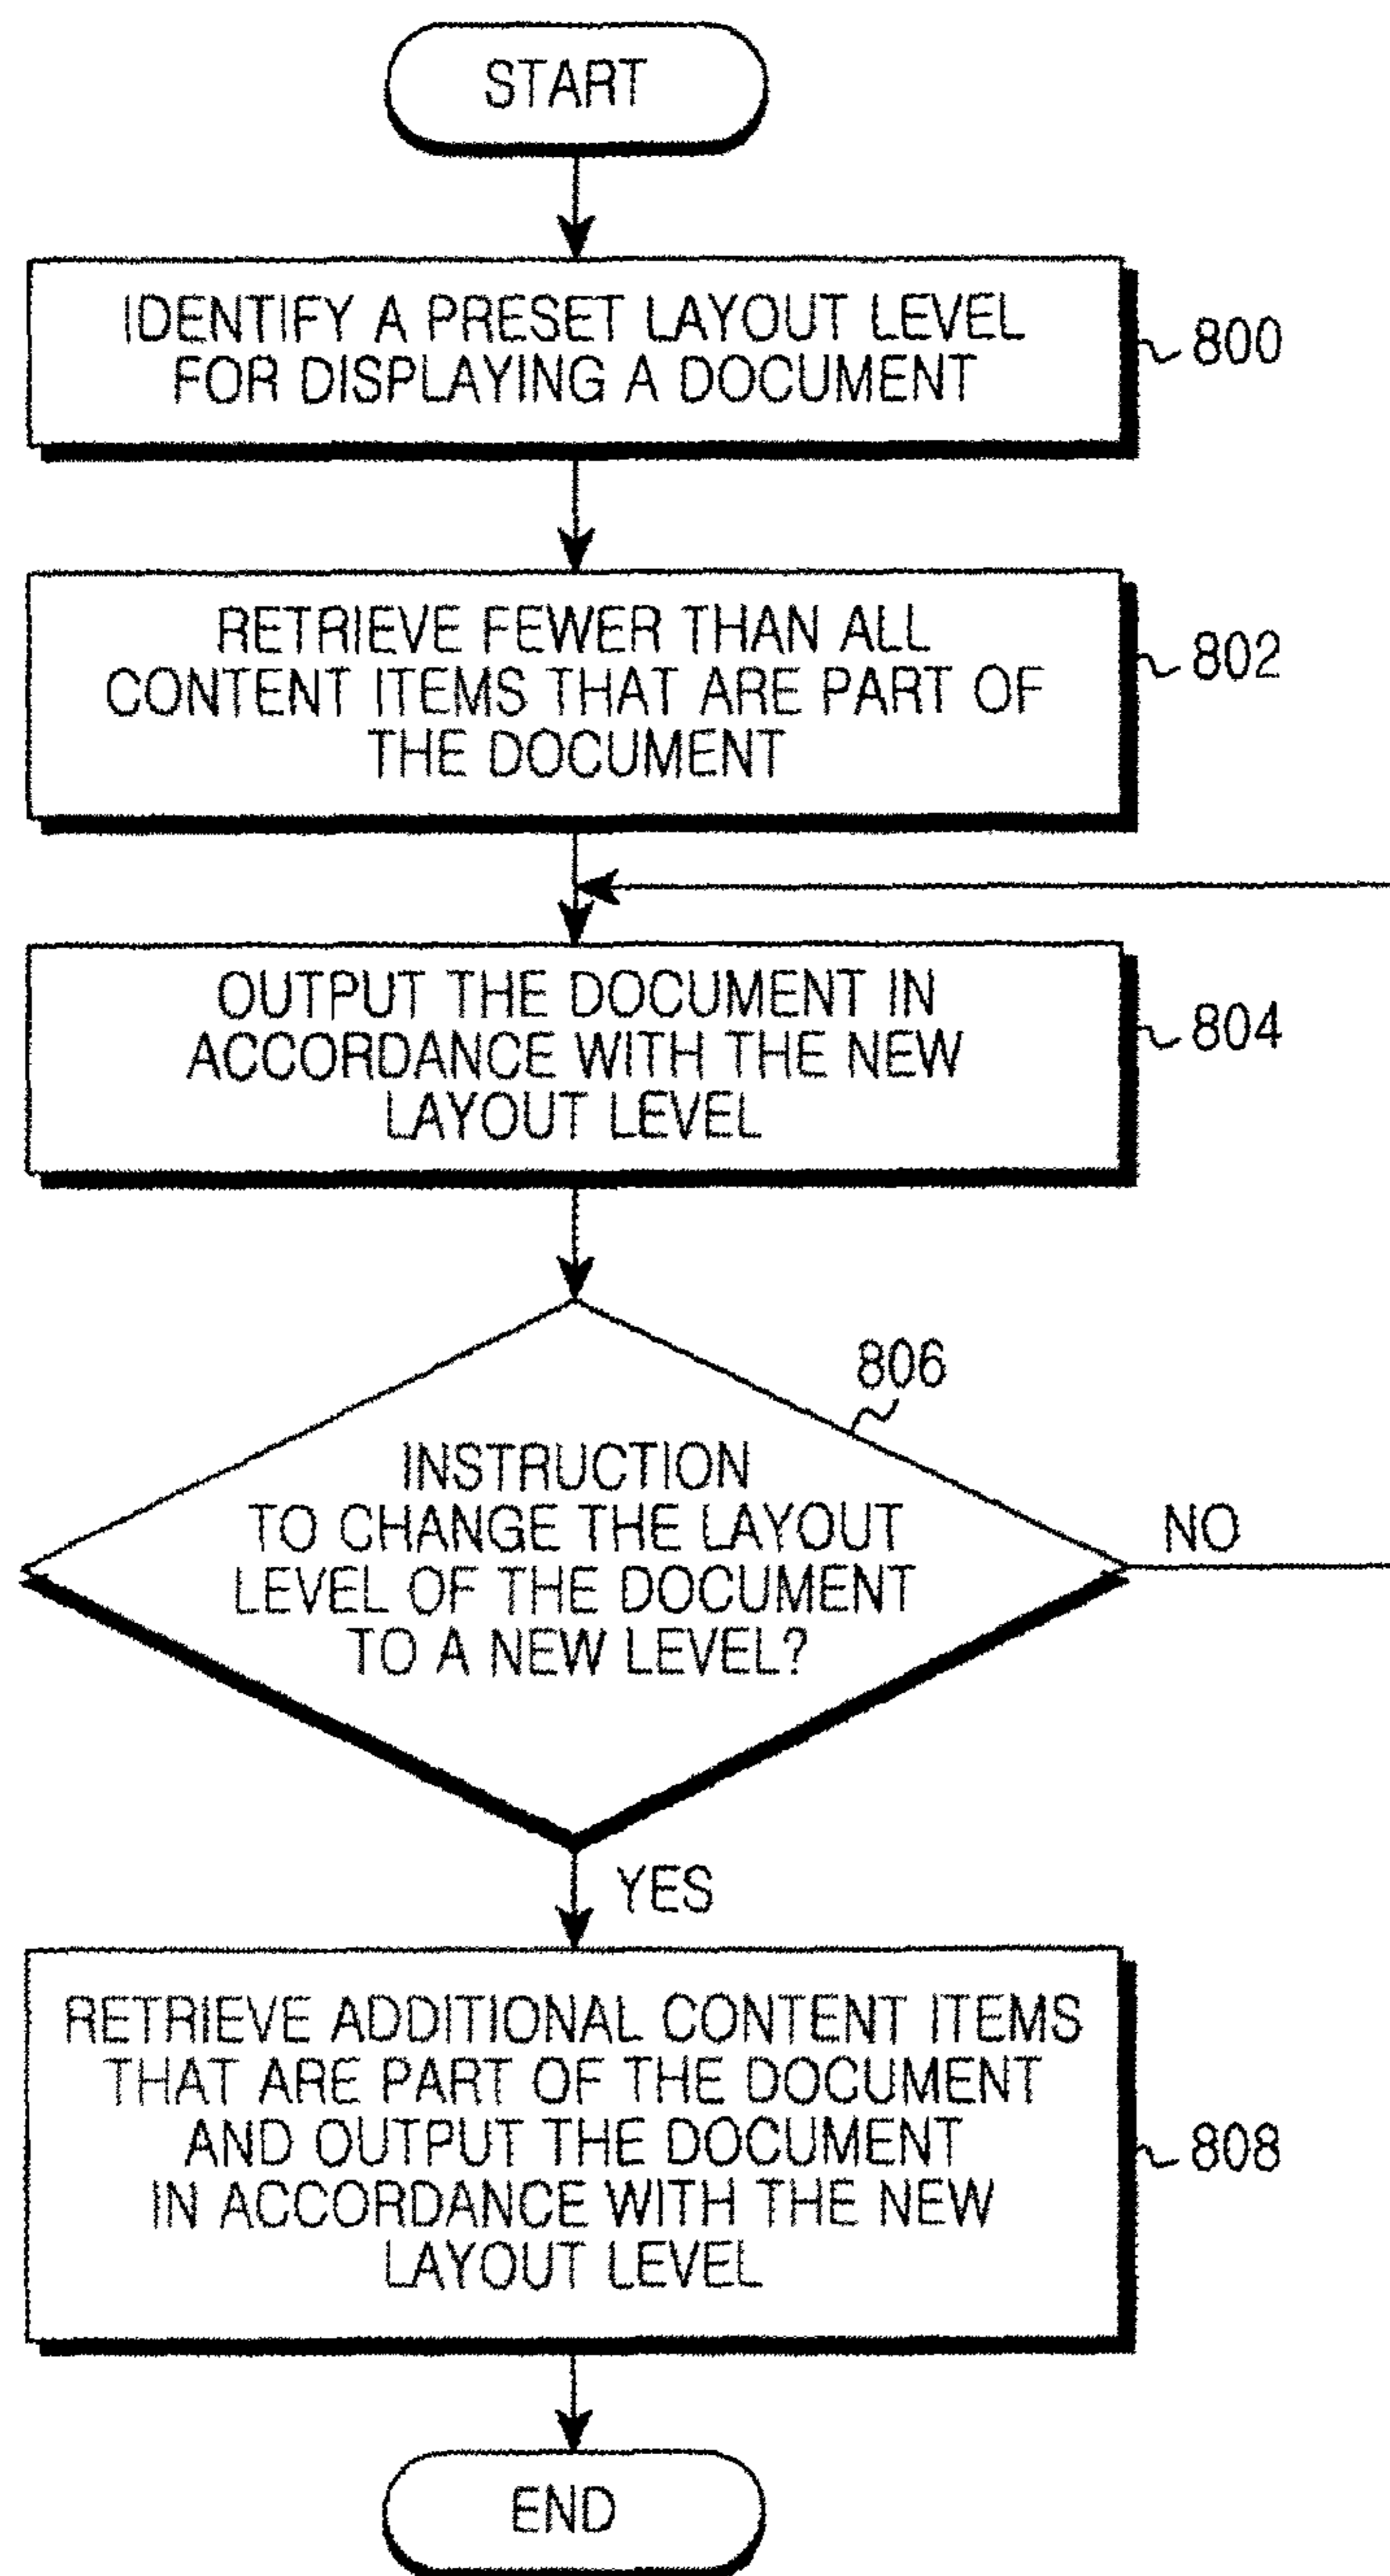 START
IDENTIFY A PRESET LAYOUT LEVEL
FOR DISPLAYING A DOCUMENT
800
RETRIEVE FEWER THAN ALL
CONTENT ITEMS THAT ARE PART OF
THE DOCUMENT
802
OUTPUT THE DOCUMENT IN
ACCORDANCE WITH THE NEW
LAYOUT LEVEL
804
806
INSTRUCTION
TO CHANGE THE LAYOUT
LEVEL OF THE DOCUMENT
TO A NEW LEVEL?
NO
YES
RETRIEVE ADDITIONAL CONTENT ITEMS
THAT ARE PART OF THE DOCUMENT
AND OUTPUT THE DOCUMENT
IN ACCORDANCE WITH THE NEW
LAYOUT LEVEL
808
END